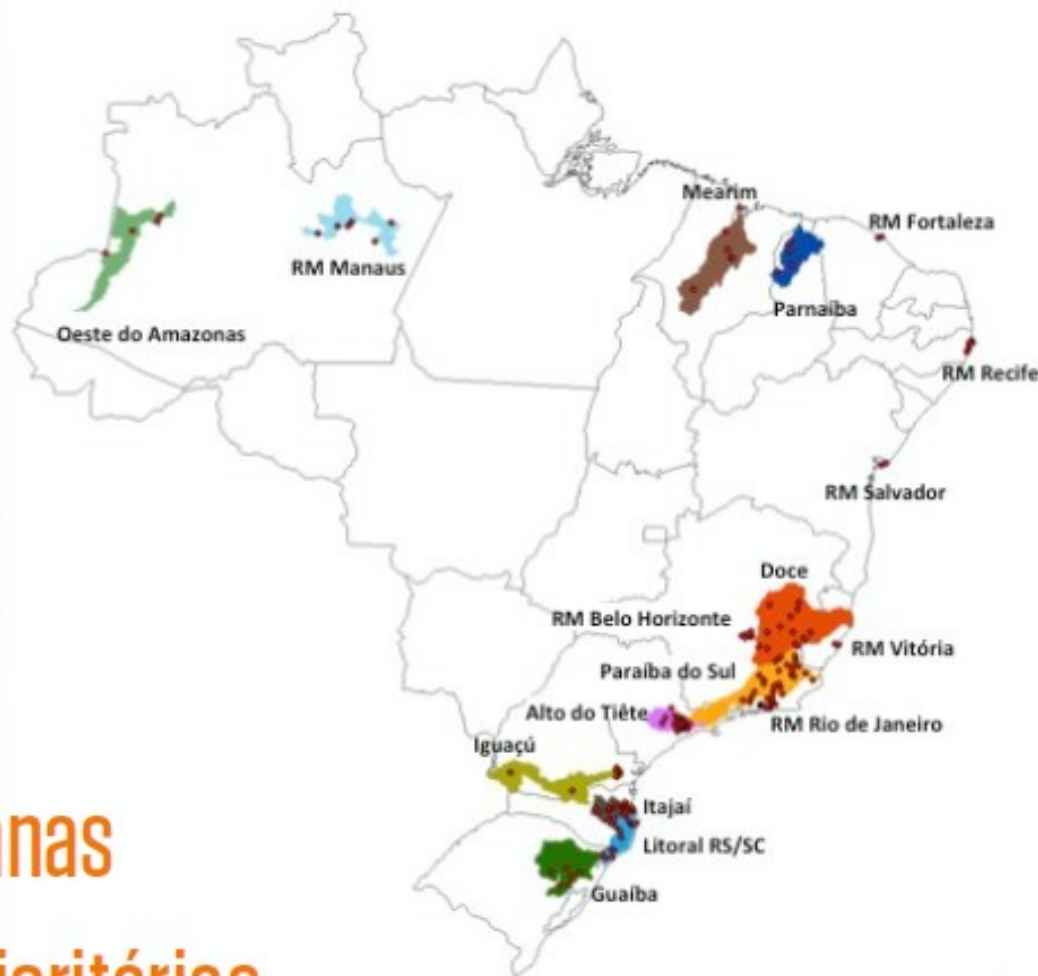 Mearim
RM Fortaleza
RM Manaus
Parnaíba
Oeste do Amazonas
RM Recife
RM Salvador
Doce
RM Belo Horizonte
RM Vitória
Paraíba do Sul
Alto do Tiête
RM Rio de Janeiro
Iguaçú
Itajaí
Litoral RS/SC
Guaíba